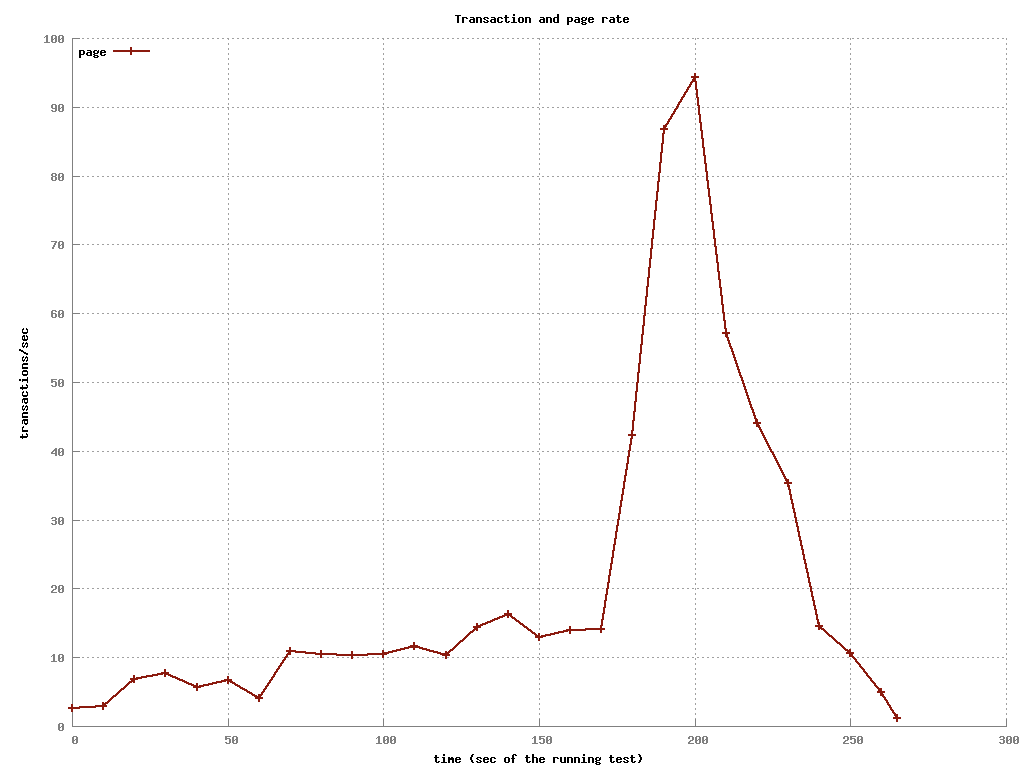 Transaction and page rate
page
100
90
80
70
60
50
40
30
20
10
0
transactions/sec
0 50 100 150 200 250 300
time (sec of the running test)